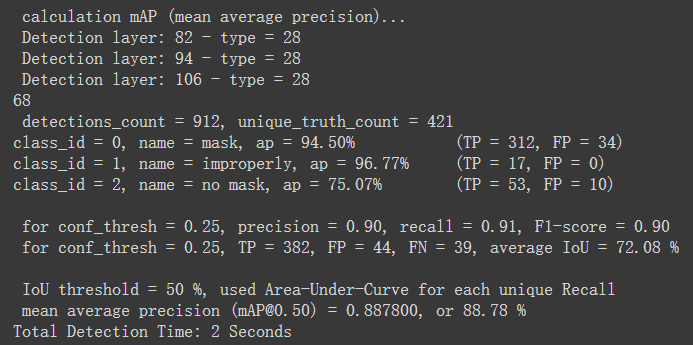 calculation mAP (mean average precision)...
Detection layer: 82 - type = 28
Detection layer: 94 - type = 28
Detection layer: 106 - type = 28
68
detections_count = 912, unique_truth_count = 421
class_id = 0, name = mask, ap = 94.50% (TP = 312, FP = 34)
class_id = 1, name = improperly, ap = 96.77% (TP = 17, FP = 0)
class_id = 2, name = no mask, ap = 75.07% (TP = 53, FP = 10)
for conf_thresh = 0.25, precision = 0.90, recall = 0.91, F1-score = 0.90
for conf_thresh = 0.25, TP = 382, FP = 44, FN = 39, average IoU = 72.08 %
IoU threshold = 50 %, used Area-Under-Curve for each unique Recall
mean average precision (mAP@0.50) = 0.887800, or 88.78 %
Total Detection Time: 2 Seconds